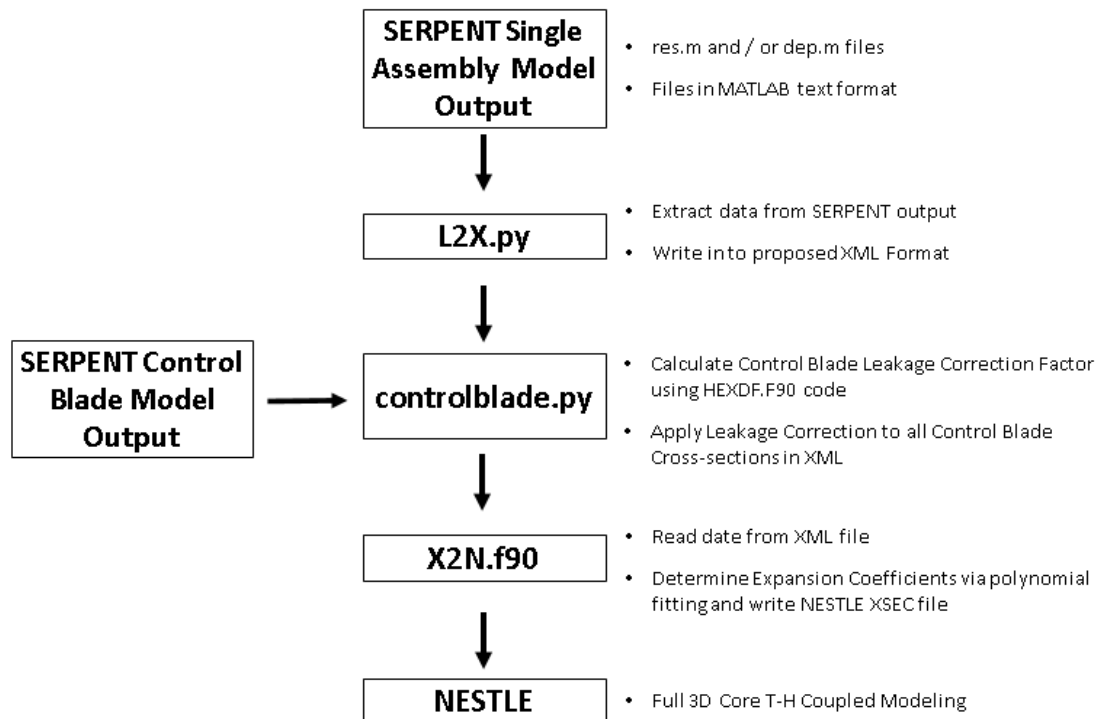 SERPENT Single
Assembly Model
Output
• res.m and / or dep.m files
• Files in MATLAB text format
L2X.py
• Extract data from SERPENT output
• Write in to proposed XML Format
SERPENT Control
Blade Model
Output
controlblade.py
• Calculate Control Blade Leakage Correction Factor
using HEXDF.F90 code
• Apply Leakage Correction to all Control Blade
Cross-sections in XML
X2N.f90
• Read date from XML file
• Determine Expansion Coefficients via polynomial
fitting and write NESTLE XSEC file
NESTLE
• Full 3D Core T-H Coupled Modeling